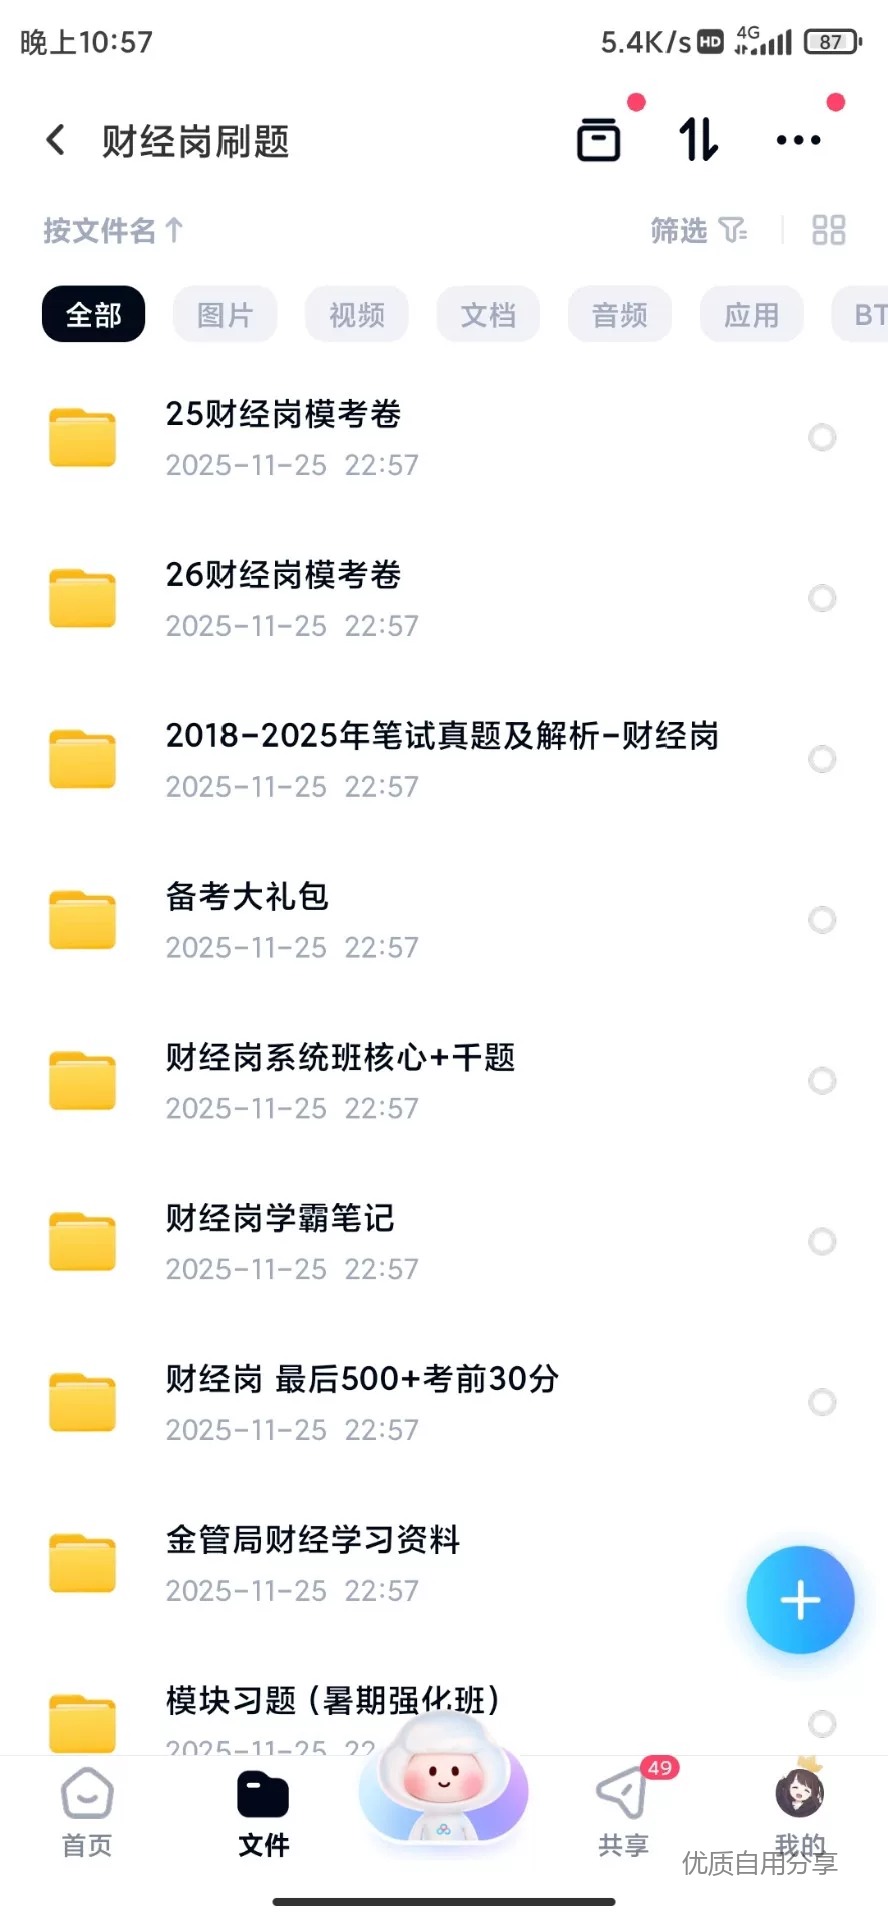 晚上10:57
5.4K/s HD 4G 87
财经岗刷题
按文件名↑
筛选
全部 图片 视频 文档 音频 应用 BT
25财经岗模考卷
2025-11-25 22:57
26财经岗模考卷
2025-11-25 22:57
2018-2025年笔试真题及解析-财经岗
2025-11-25 22:57
备考大礼包
2025-11-25 22:57
财经岗系统班核心+千题
2025-11-25 22:57
财经岗学霸笔记
2025-11-25 22:57
财经岗 最后500+考前30分
2025-11-25 22:57
金管局财经学习资料
2025-11-25 22:57
模块习题（暑期强化班）
2025-11-25 22
49
首页 文件 共享 我的
优质自用分享